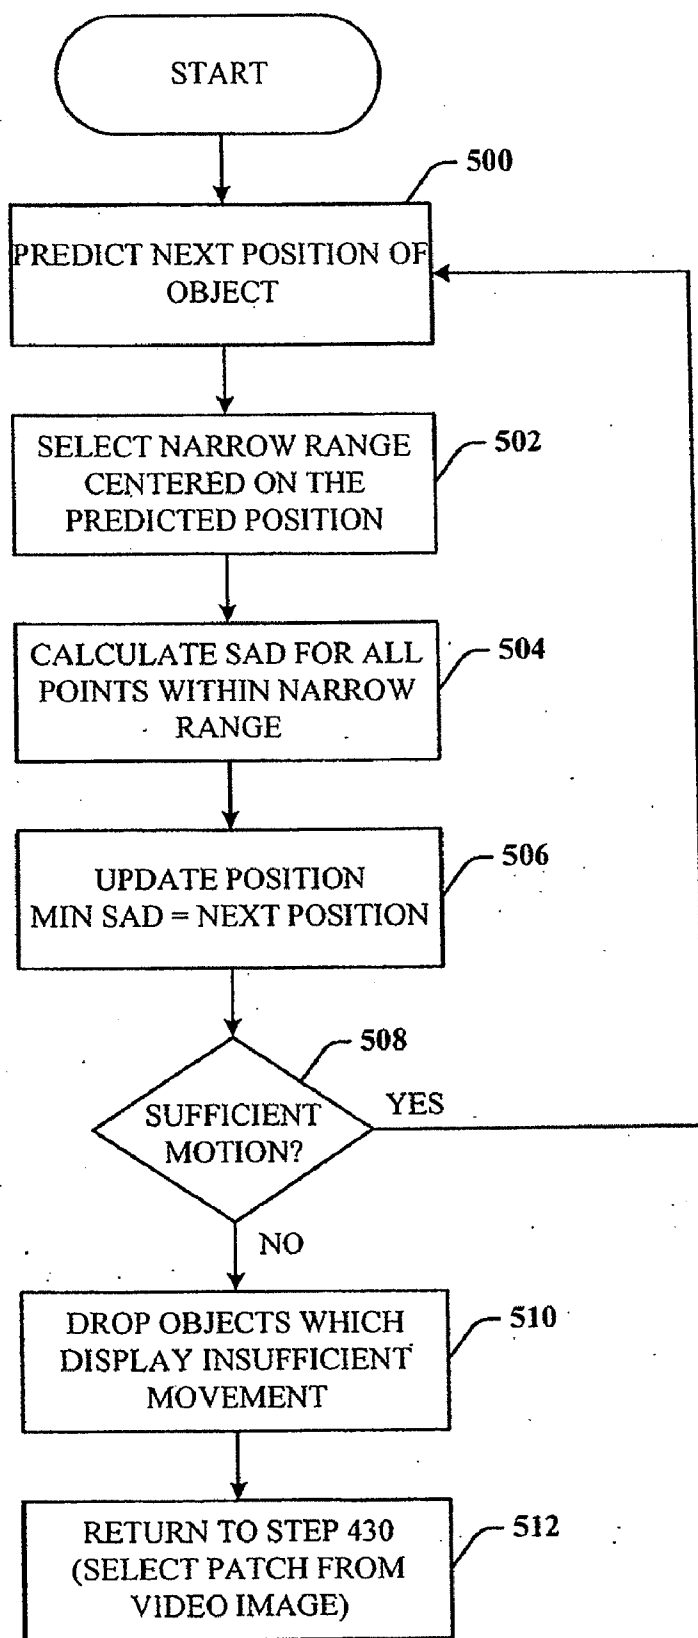 START
500
PREDICT NEXT POSITION OF
OBJECT
SELECT NARROW RANGE
CENTERED ON THE
PREDICTED POSITION
502
CALCULATE SAD FOR ALL
POINTS WITHIN NARROW
RANGE
504
UPDATE POSITION
MIN SAD = NEXT POSITION
506
508
SUFFICIENT
MOTION?
YES
NO
DROP OBJECTS WHICH
DISPLAY INSUFFICIENT
MOVEMENT
510
RETURN TO STEP 430
(SELECT PATCH FROM
VIDEO IMAGE)
512